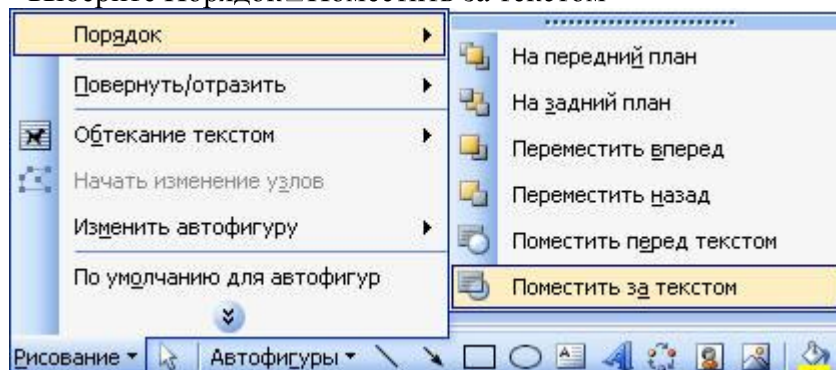 Порядок
Повернуть/отразить
Обтекание текстом
Начать изменение узлов
Изменить автофигуру
По умолчанию для автофигур
На передний план
На задний план
Переместить вперед
Переместить назад
Поместить перед текстом
Поместить за текстом
Рисование
Автофигуры